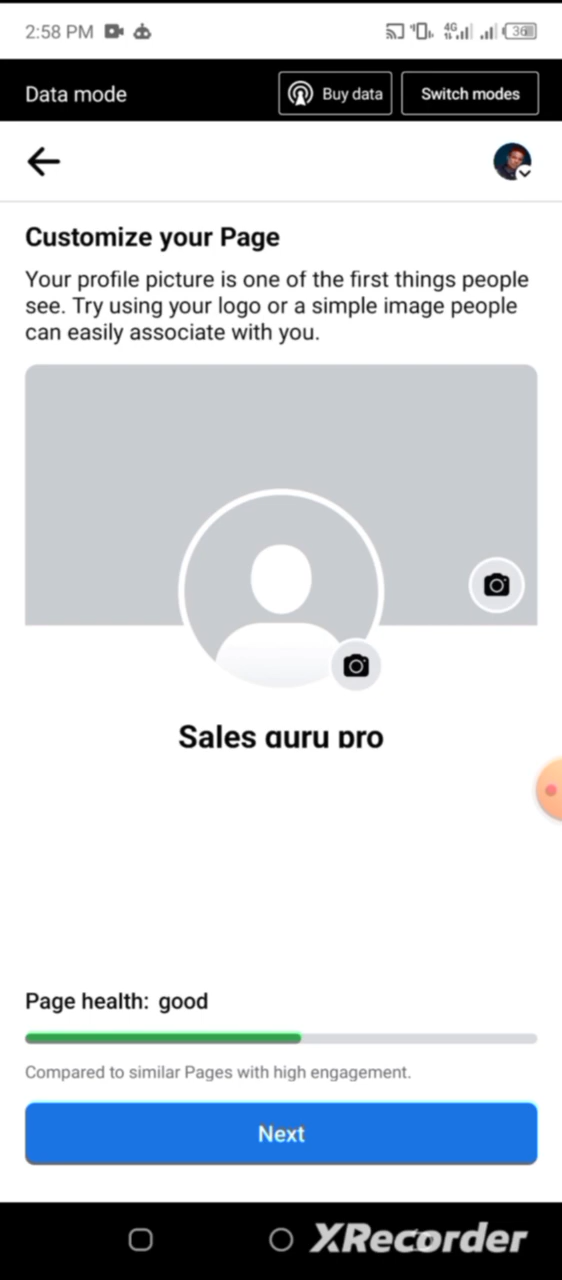 2:58 PM 4G 36
Data mode Buy data Switch modes
Customize your Page
Your profile picture is one of the first things people
see. Try using your logo or a simple image people
can easily associate with you.
Sales guru pro
Page health: good
Compared to similar Pages with high engagement.
Next
XRecorder